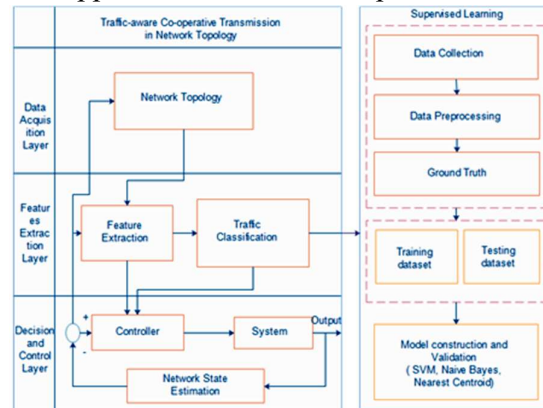 Traffic-aware Co-operative Transmission
in Network Topology
Data
Acquisition
Layer
Network Topology
Featur
es
Extrac
tion
Layer
Feature
Extraction
Traffic
Classification
Decision
and
Control
Layer
+
-
Controller
System
Output
Network State
Estimation
Supervised Learning
Data Collection
Data Preprocessing
Ground Truth
Training
dataset
Testing
dataset
Model construction and
Validation
( SVM, Naive Bayes,
Nearest Centroid)